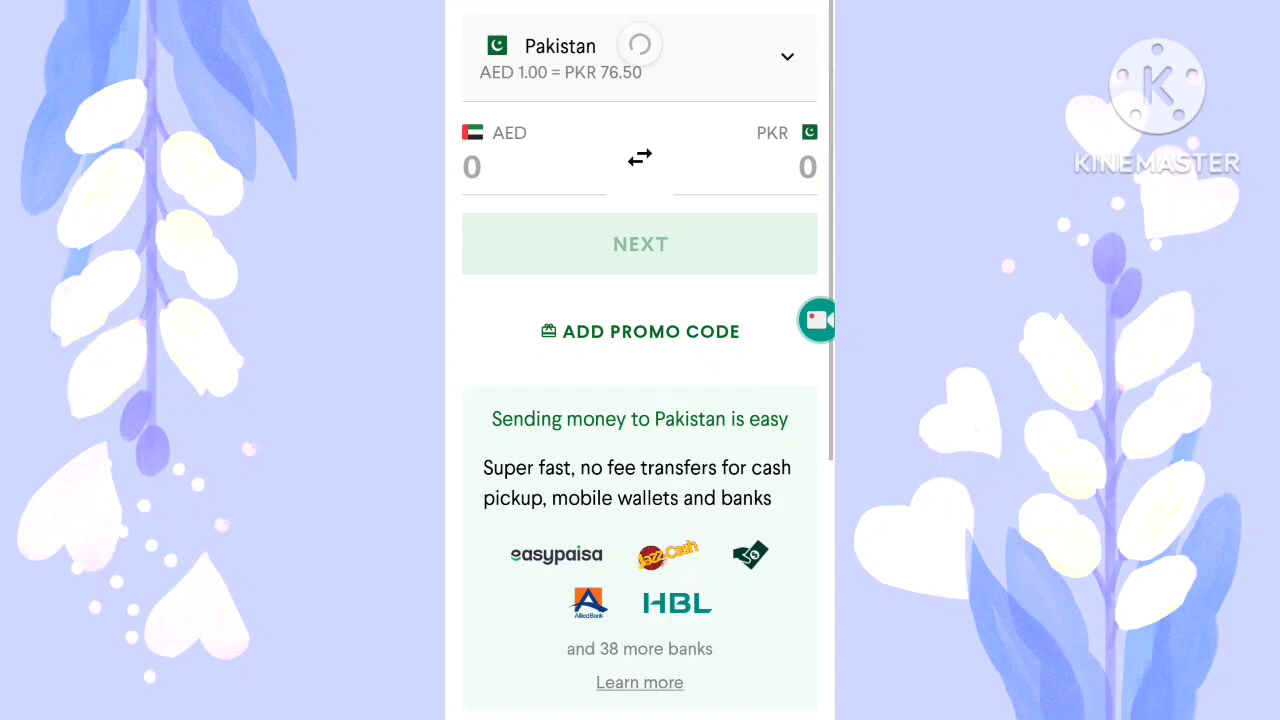 Pakistan
AED 1.00 = PKR 76.50
AED
PKR
0
0
NEXT
ADD PROMO CODE
Sending money to Pakistan is easy
Super fast, no fee transfers for cash
pickup, mobile wallets and banks
easypaisa
JazzCash
Allied Bank
HBL
and 38 more banks
Learn more
K
KINEMASTER